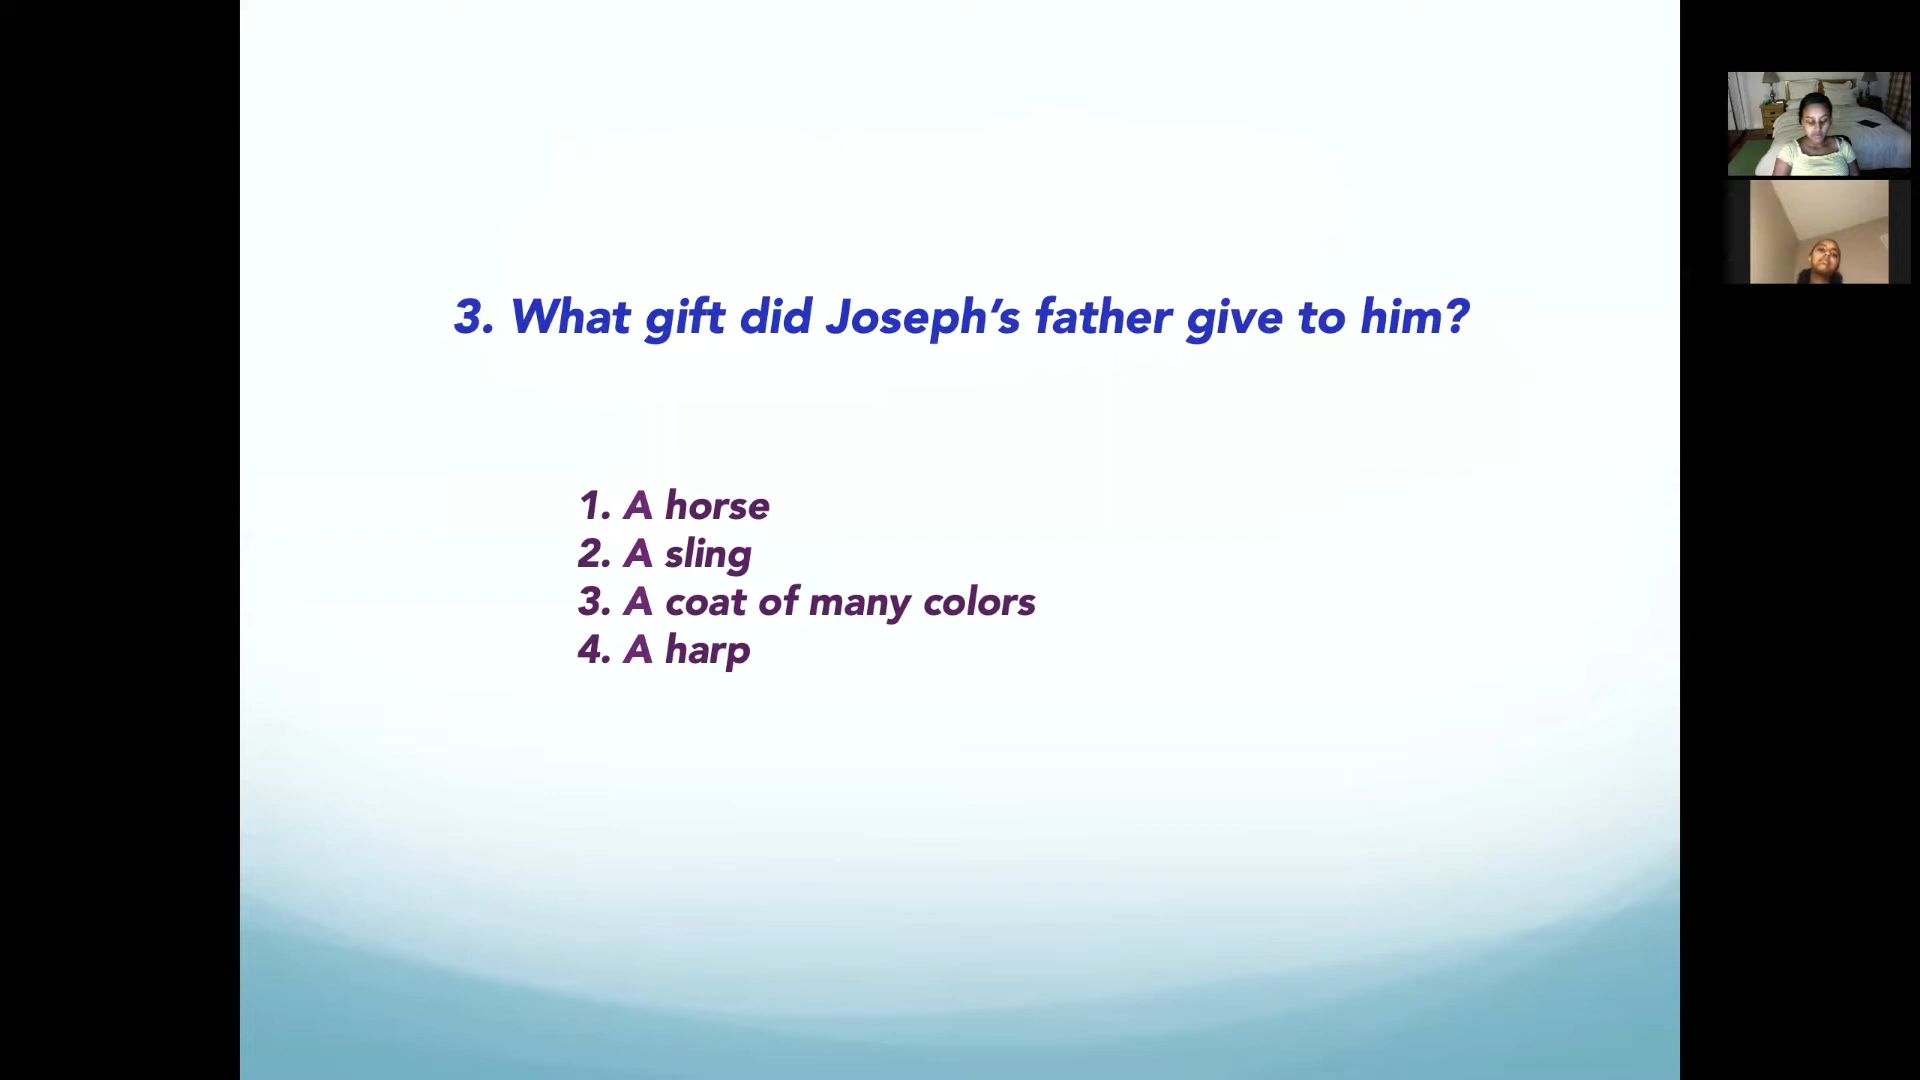 3. What gift did Joseph’s father give to him?
1. A horse
2. A sling
3. A coat of many colors
4. A harp